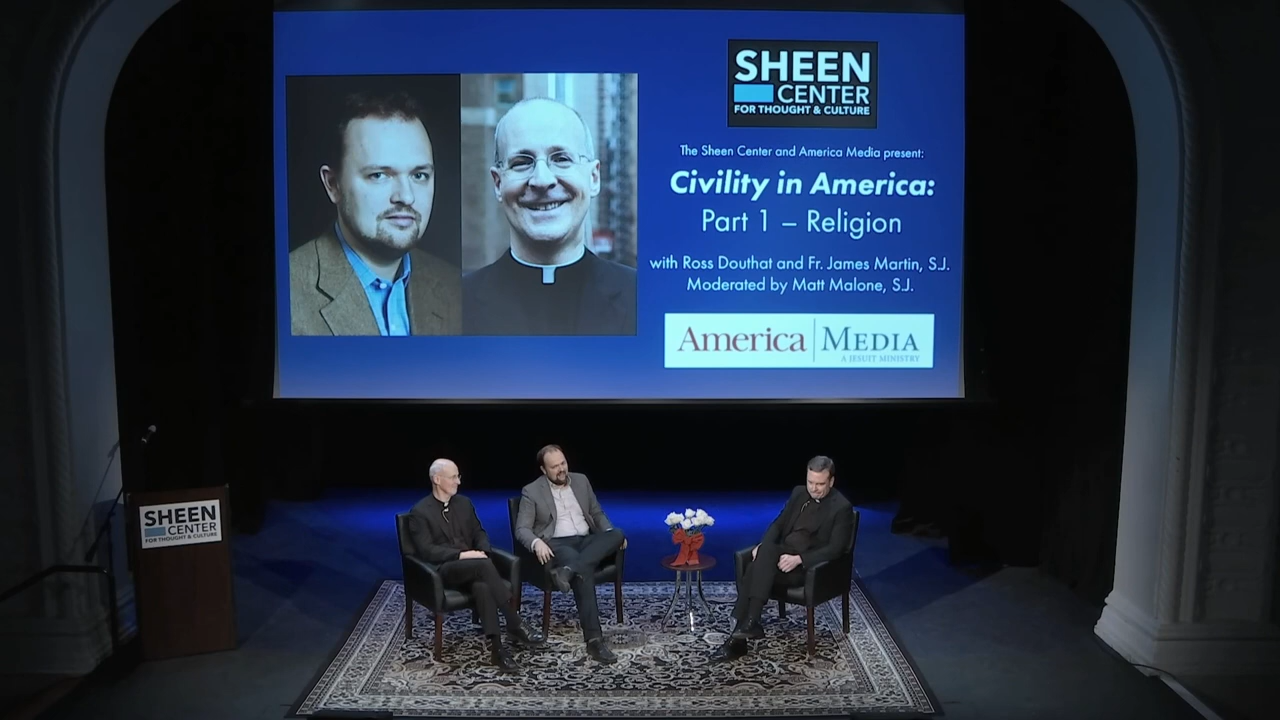 SHEEN
CENTER
FOR THOUGHT & CULTURE
The Sheen Center and America Media present:
Civility in America:
Part 1 – Religion
with Ross Douthat and Fr. James Martin, S.J.
Moderated by Matt Malone, S.J.
America MEDIA
A JESUIT MINISTRY
SHEEN
CENTER
FOR THOUGHT & CULTURE